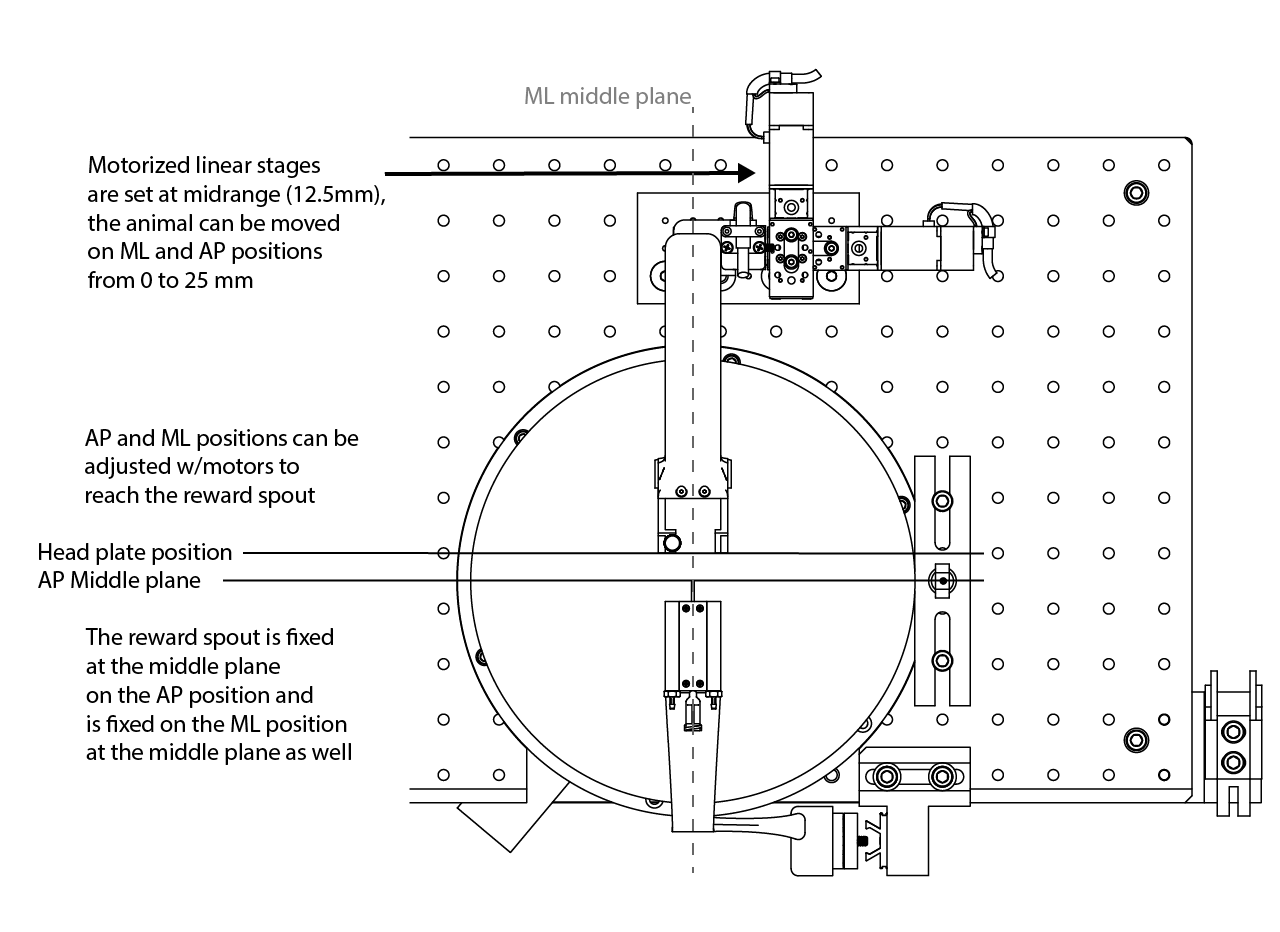 ML middle plane
Motorized linear stages
are set at midrange (12.5mm),
the animal can be moved
on ML and AP positions
from 0 to 25 mm
AP and ML positions can be
adjusted w/motors to
reach the reward spout
Head plate position
AP Middle plane
The reward spout is fixed
at the middle plane
on the AP position and
is fixed on the ML position
at the middle plane as well